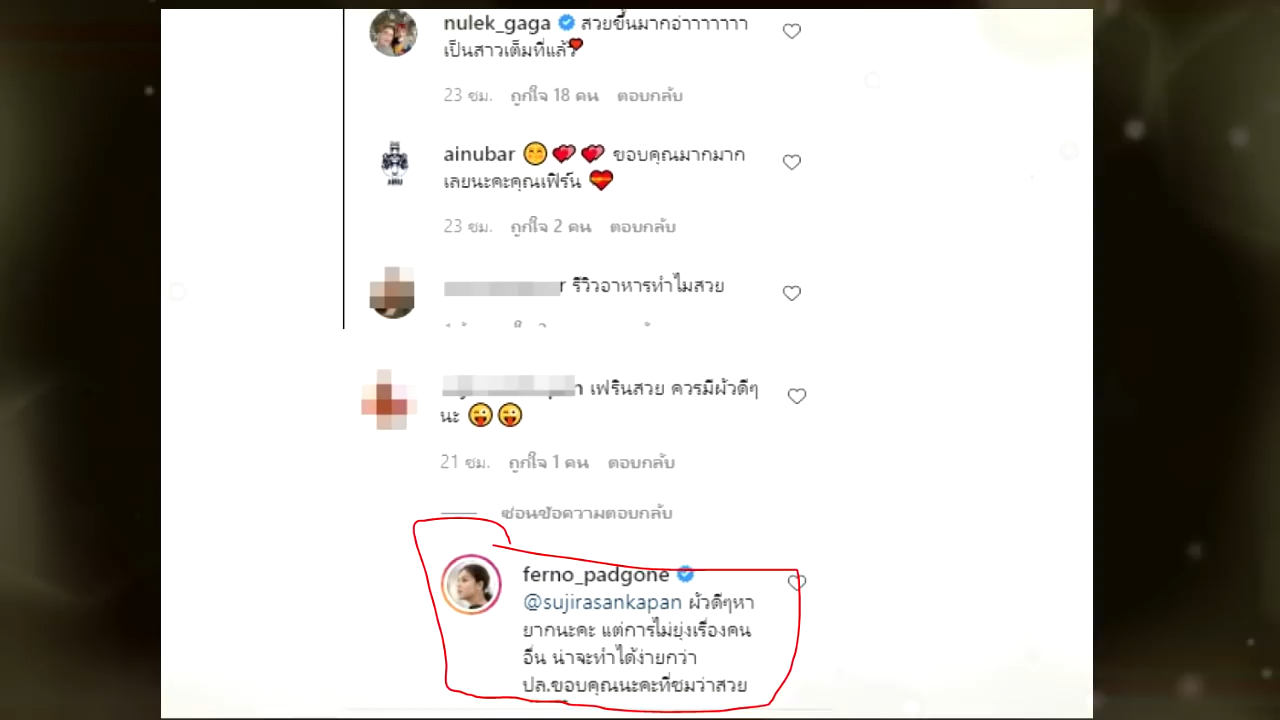 nulek_gaga สวยขึ้นมากอ่าาาาาาา
เป็นสาวเต็มที่แล้ว
23 ชม. ถูกใจ 18 คน ตอบกลับ
ainubar ขอบคุณมากมาก
เลยนะคะคุณเฟิร์น
23 ชม. ถูกใจ 2 คน ตอบกลับ
r รีวิวอาหารทำไมสวย
เฟรินสวย ควรมีผัวดีๆ
นะ
21 ชม. ถูกใจ 1 คน ตอบกลับ
ซ่อนข้อความตอบกลับ
ferno_padgone
@sujirasankapan ผัวดีๆหา
ยากนะคะ แต่การไม่ยุ่งเรื่องคน
อื่น น่าจะทำได้ง่ายกว่า
ปล.ขอบคุณนะคะที่ชมว่าสวย